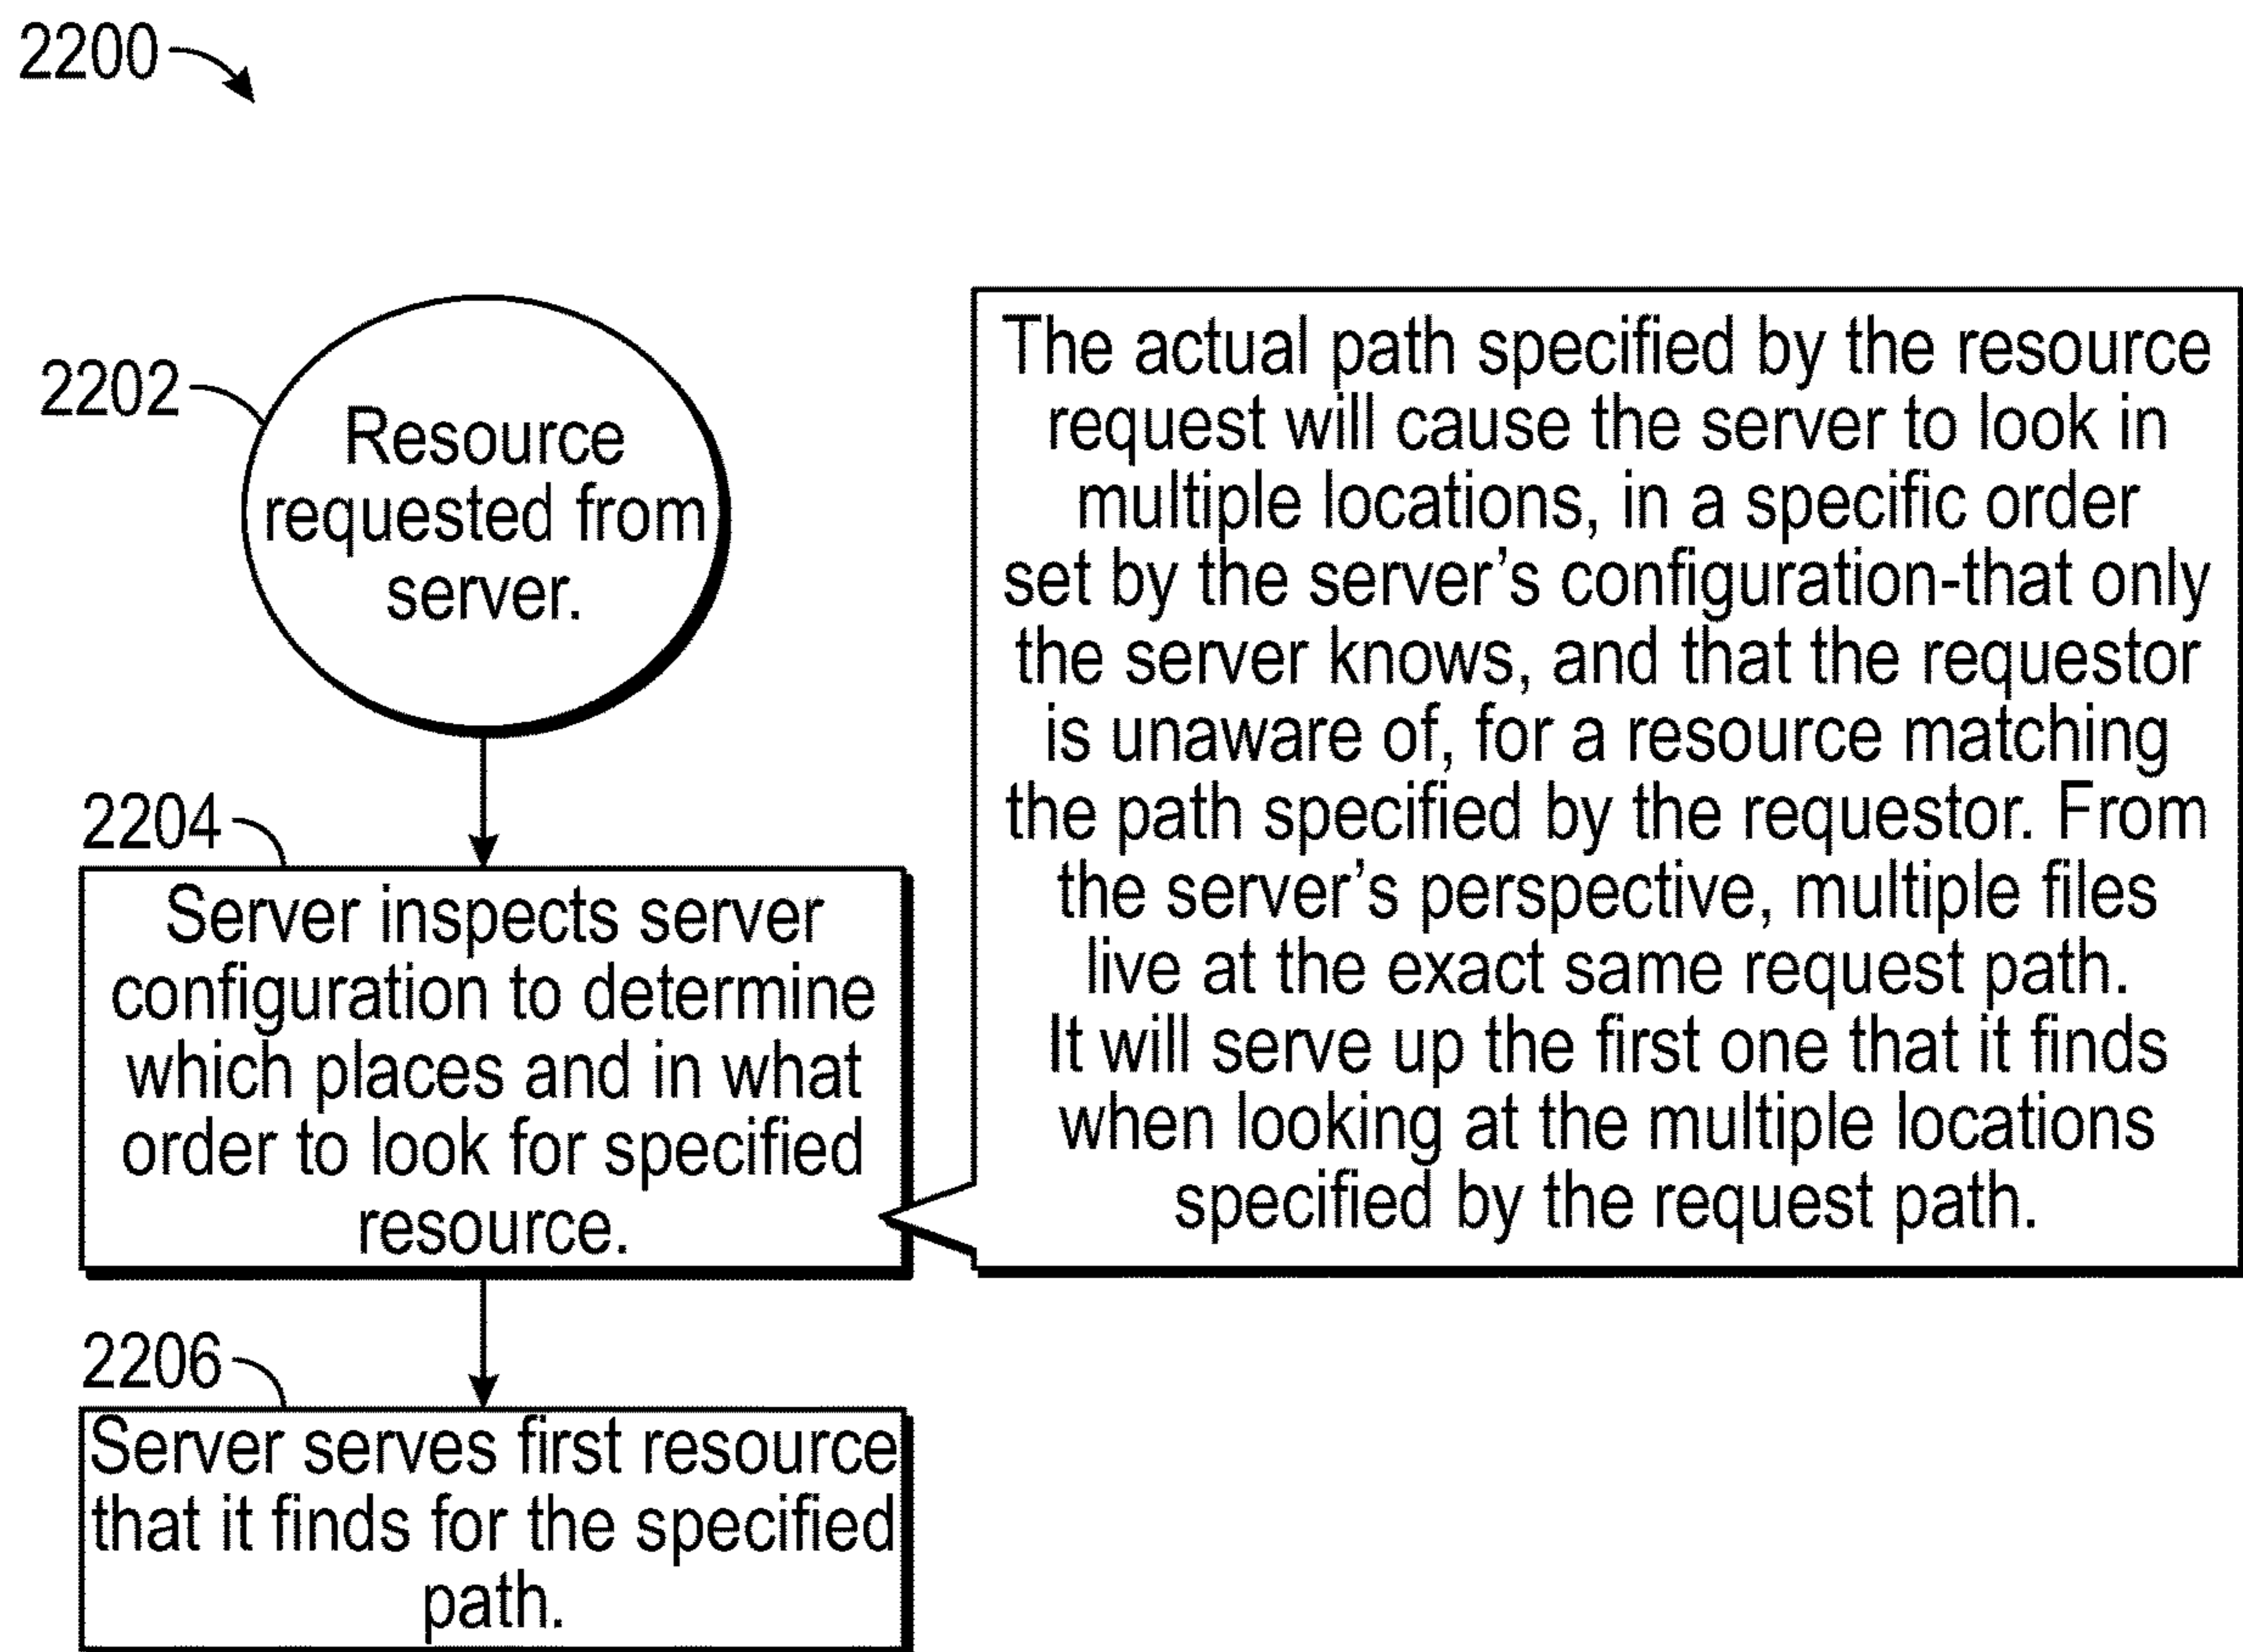 2200
2202
Resource
requested from
server.
2204
Server inspects server
configuration to determine
which places and in what
order to look for specified
resource.
The actual path specified by the resource
request will cause the server to look in
multiple locations, in a specific order
set by the server’s configuration-that only
the server knows, and that the requestor
is unaware of, for a resource matching
the path specified by the requestor. From
the server’s perspective, multiple files
live at the exact same request path.
It will serve up the first one that it finds
when looking at the multiple locations
specified by the request path.
2206
Server serves first resource
that it finds for the specified
path.